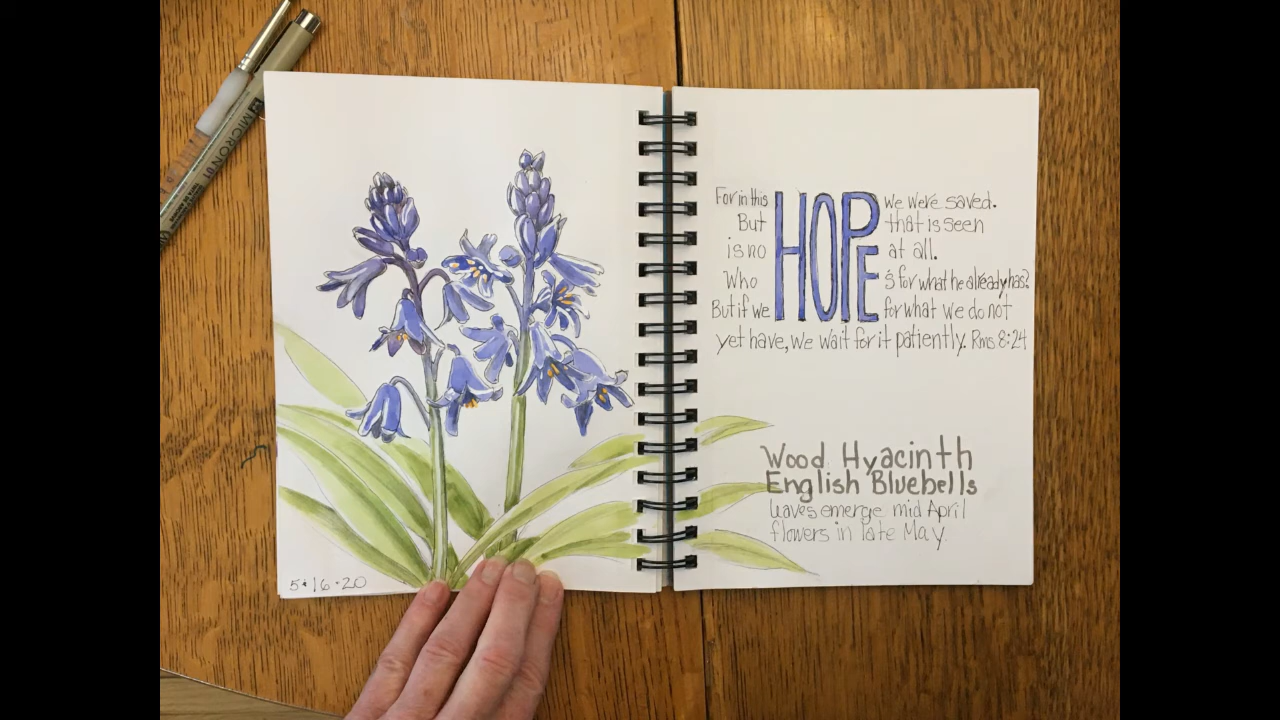 MICRON 01
For in this HOPE we were saved.
But that is seen
is no at all.
Who s for what he already has?
But if we for what we do not
yet have, we wait for it patiently. Rms 8:24
Wood Hyacinth
English Bluebells
leaves emerge mid April
flowers in late May.
5•16•20